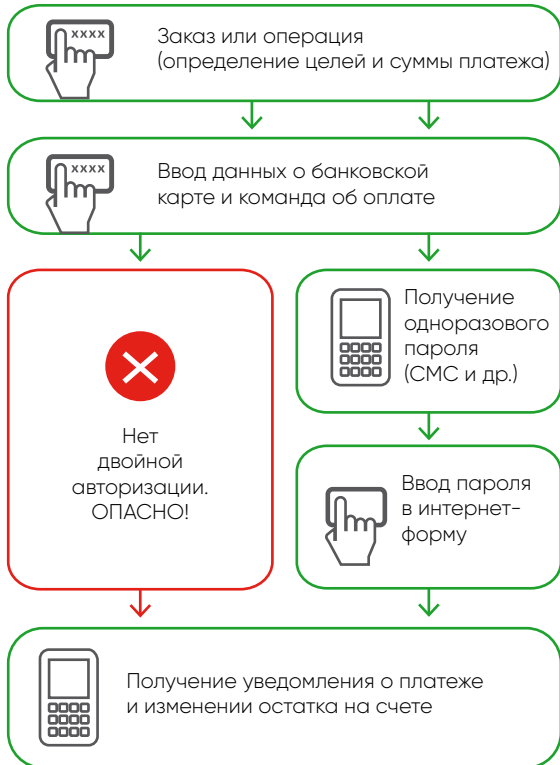 xxxx
Заказ или операция
(определение целей и суммы платежа)
xxxx
Ввод данных о банковской
карте и команда об оплате
Нет
двойной
авторизации.
ОПАСНО!
Получение
одноразового
пароля
(СМС и др.)
Ввод пароля
в интернет-
форму
Получение уведомления о платеже
и изменении остатка на счете